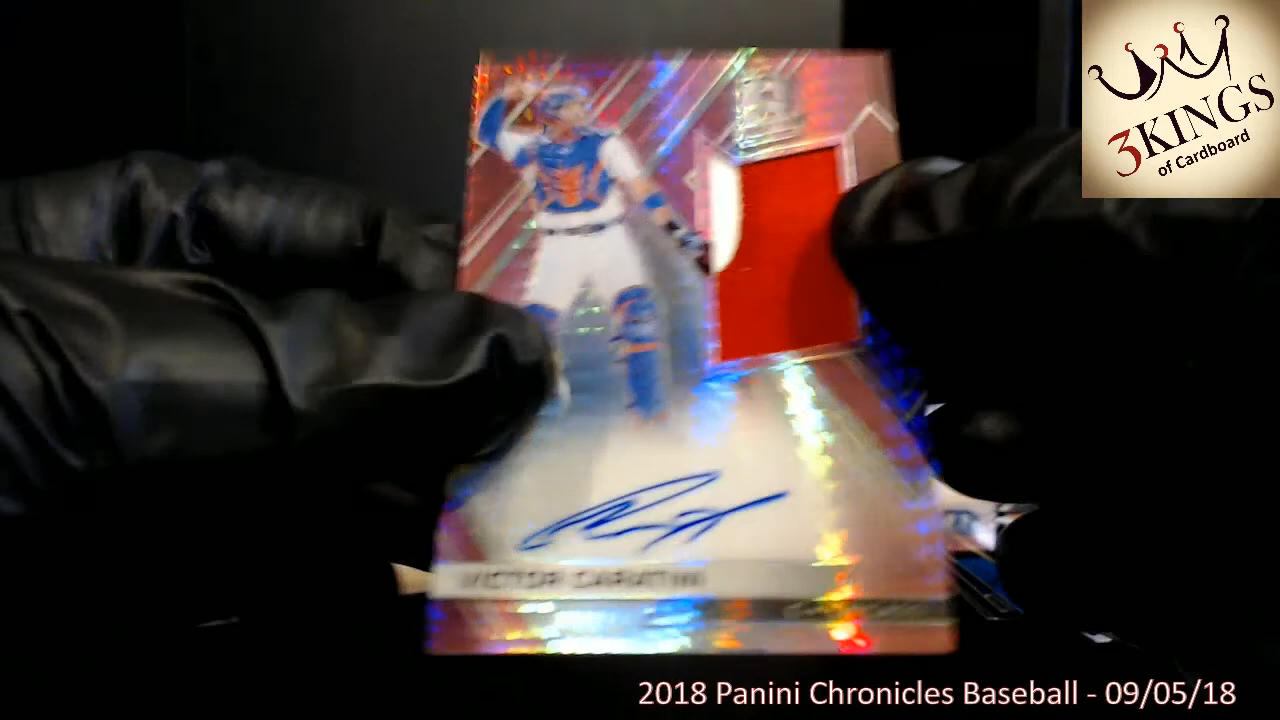 3KINGS
of Cardboard
VICTOR CARATINI
2018 Panini Chronicles Baseball - 09/05/18